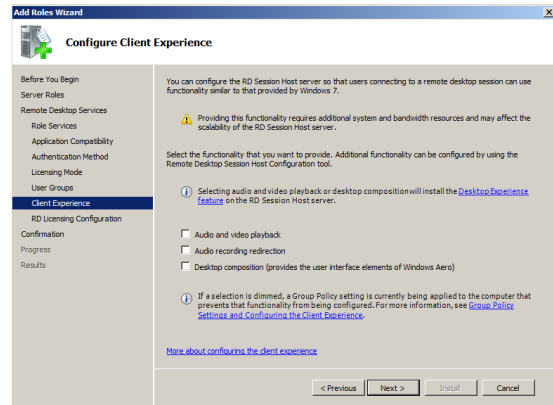 Add Roles Wizard
Configure Client Experience
Before You Begin
Server Roles
Remote Desktop Services
Role Services
Application Compatibility
Authentication Method
Licensing Mode
User Groups
Client Experience
RD Licensing Configuration
Confirmation
Progress
Results
You can configure the RD Session Host server so that users connecting to a remote desktop session can use
functionality similar to that provided by Windows 7.
Providing this functionality requires additional system and bandwidth resources and may affect the
scalability of the RD Session Host server.
Select the functionality that you want to provide. Additional functionality can be configured by using the
Remote Desktop Session Host Configuration tool.
Selecting audio and video playback or desktop composition will install the Desktop Experience
feature on the RD Session Host server.
Audio and video playback
Audio recording redirection
Desktop composition (provides the user interface elements of Windows Aero)
If a selection is dimmed, a Group Policy setting is currently being applied to the computer that
prevents that functionality from being configured. For more information, see Group Policy
Settings and Configuring the Client Experience.
More about configuring the client experience
< Previous
Next >
Install
Cancel